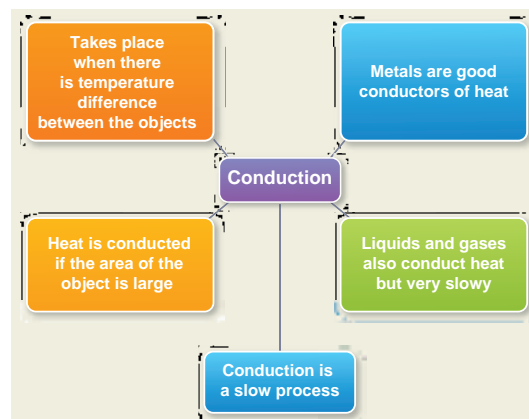 Takes place
when there
is temperature
difference
between the objects
Metals are good
conductors of heat
Conduction
Heat is conducted
if the area of the
object is large
Liquids and gases
also conduct heat
but very slowy
Conduction is
a slow process